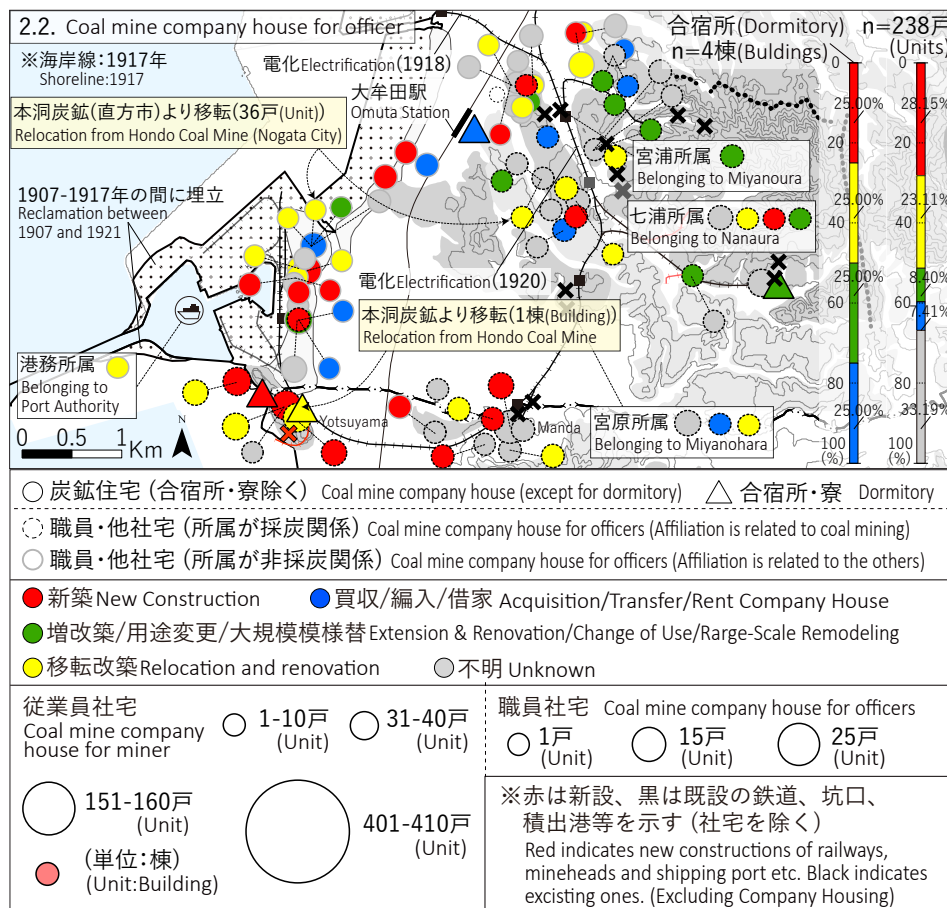 2.2. Coal mine company house for officer
※海岸線：1917年
Shoreline:1917
電化Electrification(1918)
大牟田駅
Omuta Station
合宿所(Dormitory)
n=4棟(Buldings)
n=238戸
(Units)
本洞炭鉱(直方市)より移転(36戸(Unit))
Relocation from Hondo Coal Mine (Nogata City)
1907-1917年の間に埋立
Reclamation between
1907 and 1921
宮浦所属
Belonging to Miyanoura
七浦所属
Belonging to Nanaura
電化Electrification(1920)
本洞炭鉱より移転(1棟(Building))
Relocation from Hondo Coal Mine
港務所属
Belonging to
Port Authority
Yotsuyama
Manda
宮原所属
Belonging to Miyanohara
N
0 0.5 1 Km
0
20
40
60
80
100
(%)
25.00%
25.00%
25.00%
25.00%
0
20
40
60
80
100
(%)
28.15%
23.11%
8.40%
7.41%
33.19%
炭鉱住宅 (合宿所・寮除く) Coal mine company house (except for dormitory)
合宿所・寮 Dormitory
職員・他社宅 (所属が採炭関係) Coal mine company house for officers (Affiliation is related to coal mining)
職員・他社宅 (所属が非採炭関係) Coal mine company house for officers (Affiliation is related to the others)
新築 New Construction
買収/編入/借家 Acquisition/Transfer/Rent Company House
増改築/用途変更/大規模模様替 Extension & Renovation/Change of Use/Rarge-Scale Remodeling
移転改築 Relocation and renovation
不明 Unknown
従業員社宅
Coal mine company
house for miner
1-10戸
(Unit)
31-40戸
(Unit)
151-160戸
(Unit)
401-410戸
(Unit)
(単位：棟)
(Unit:Building)
職員社宅 Coal mine company house for officers
1戸
(Unit)
15戸
(Unit)
25戸
(Unit)
※赤は新設、黒は既設の鉄道、坑口、
積出港等を示す (社宅を除く)
Red indicates new constructions of railways,
mineheads and shipping port etc. Black indicates
excisting ones. (Excluding Company Housing)